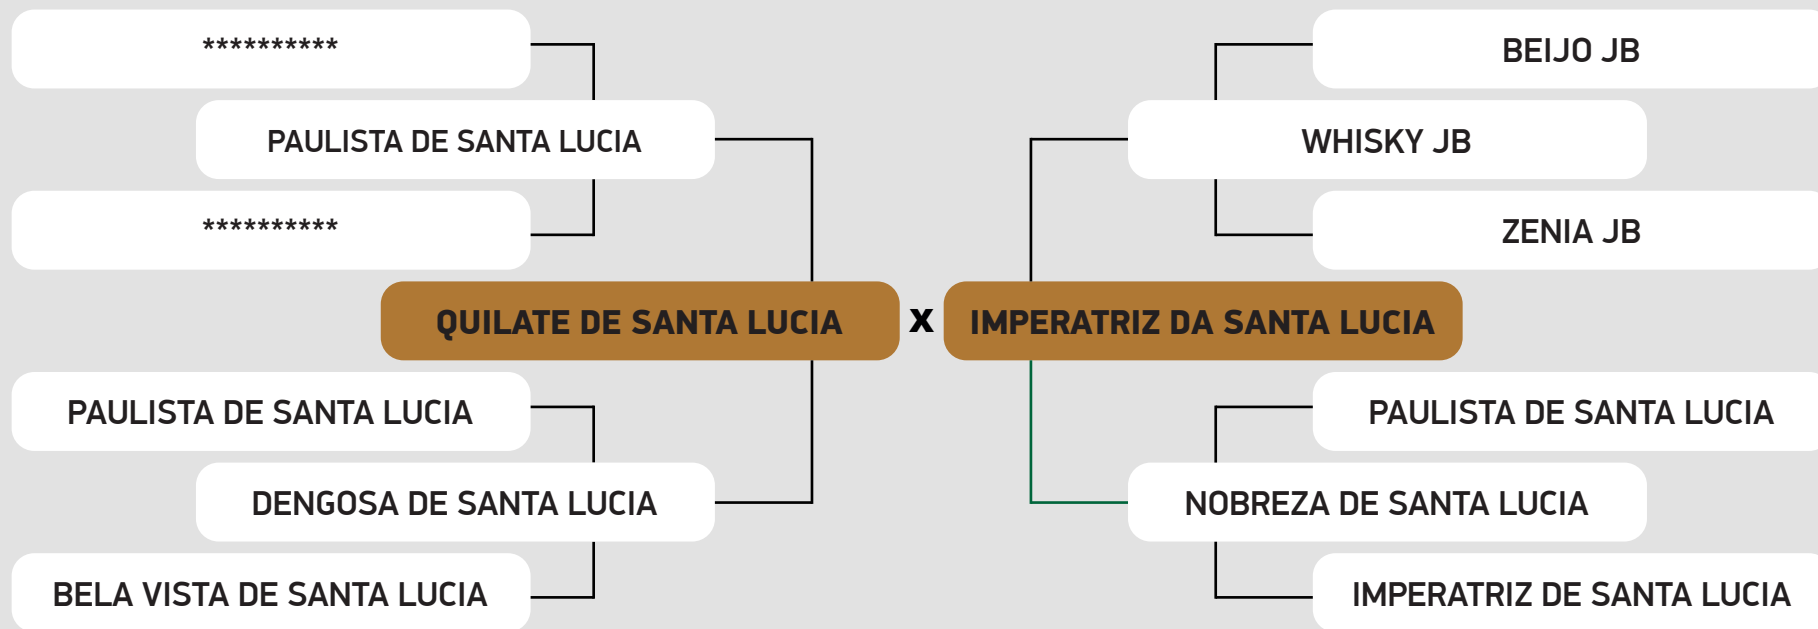 **********
BEIJO JB
PAULISTA DE SANTA LUCIA
WHISKY JB
**********
ZENIA JB
QUILATE DE SANTA LUCIA X IMPERATRIZ DA SANTA LUCIA
PAULISTA DE SANTA LUCIA
PAULISTA DE SANTA LUCIA
DENGOSA DE SANTA LUCIA
NOBREZA DE SANTA LUCIA
BELA VISTA DE SANTA LUCIA
IMPERATRIZ DE SANTA LUCIA